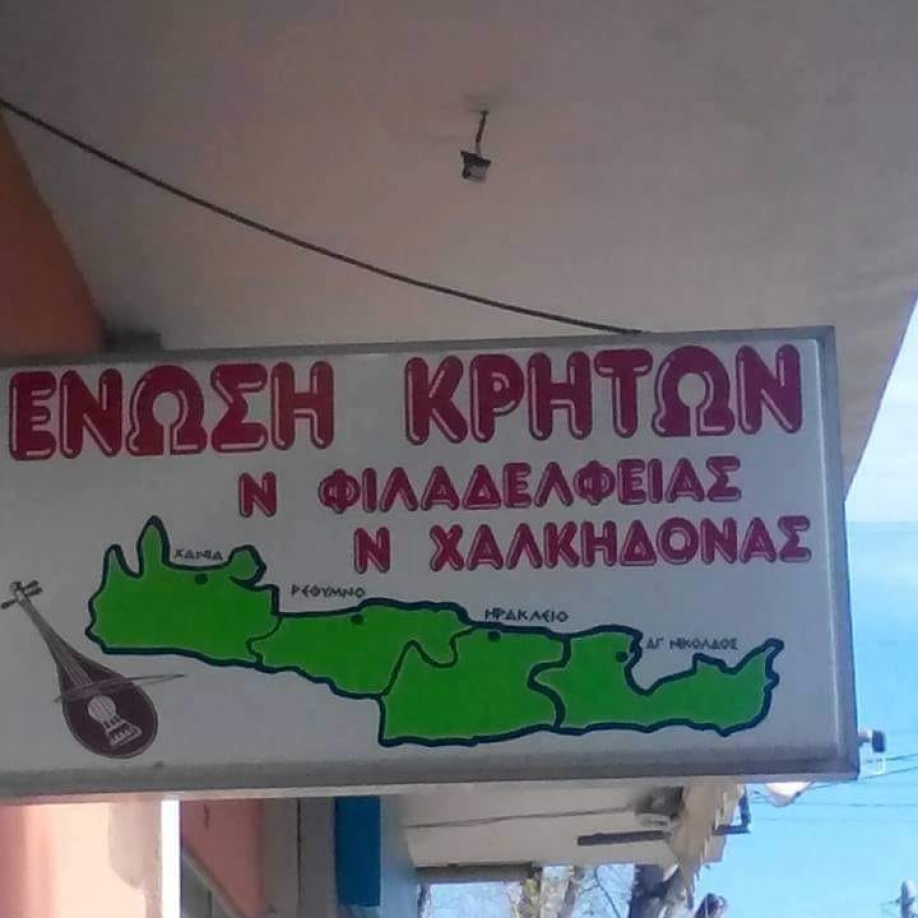 ΕΝΩΣΗ ΚΡΗΤΩΝ
Ν ΦΙΛΑΔΕΛΦΕΙΑΣ
Ν ΧΑΛΚΗΔΟΝΑΣ
ΧΑΝΙΑ
ΡΕΘΥΜΝΟ
ΗΡΑΚΛΕΙΟ
ΑΓ ΝΙΚΟΛΑΟΣ